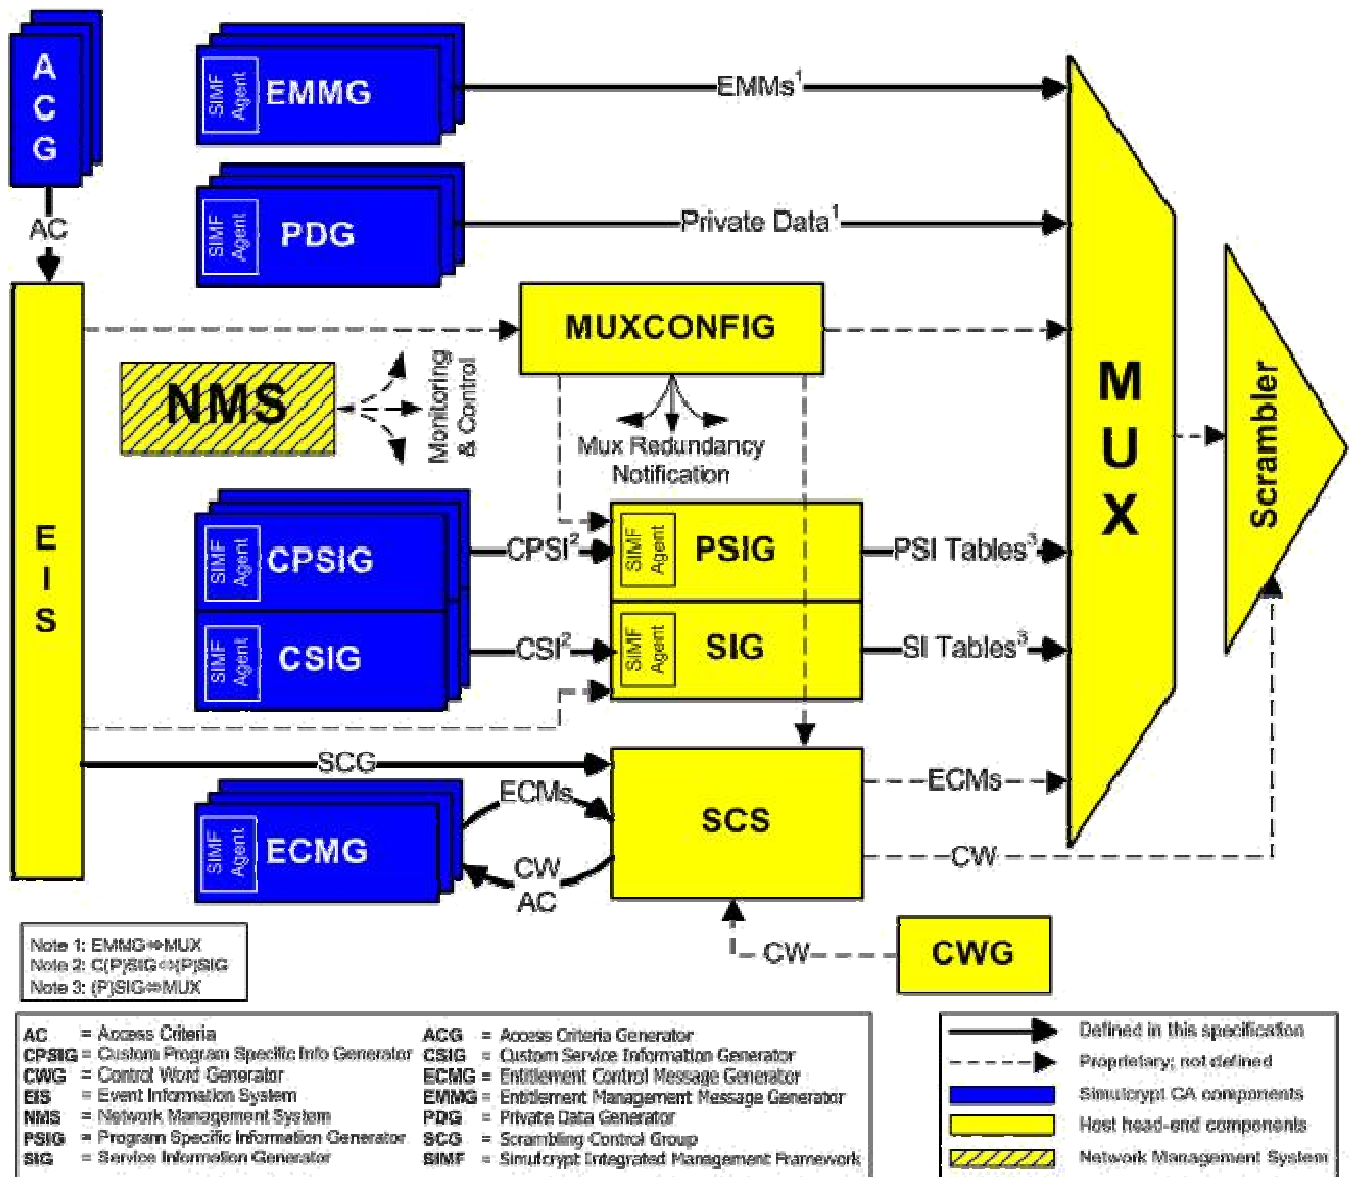 A
C
G
SIMF Agent
EMMG
EMMs¹
SIMF Agent
PDG
Private Data¹
AC
MUXCONFIG
NMS
Monitoring
& Control
Mux Redundancy
Notification
M
U
X
Scrambler
E
I
S
SIMF Agent
CPSIG
CPSI²
SIMF Agent
PSIG
PSI Tables³
SIMF Agent
CSIG
CSI²
SIMF Agent
SIG
SI Tables³
SCG
ECMs
SIMF Agent
ECMG
CW
AC
SCS
ECMs
CW
CW
CWG
Note 1: EMMG⇔MUX
Note 2: C(P)SIG⇔(P)SIG
Note 3: (P)SIG⇔MUX
AC = Access Criteria
CPSIG = Custom Program Specific Info Generator
CWG = Control Word Generator
EIS = Event Information System
NMS = Network Management System
PSIG = Program Specific Information Generator
SIG = Service Information Generator
ACG = Access Criteria Generator
CSIG = Custom Service Information Generator
ECMG = Entitlement Control Message Generator
EMMG = Entitlement Management Message Generator
PDG = Private Data Generator
SCG = Scrambling Control Group
SIMF = Simulcrypt Integrated Management Framework
Defined in this specification
Proprietary; not defined
Simulcrypt CA components
Host head-end components
Network Management System